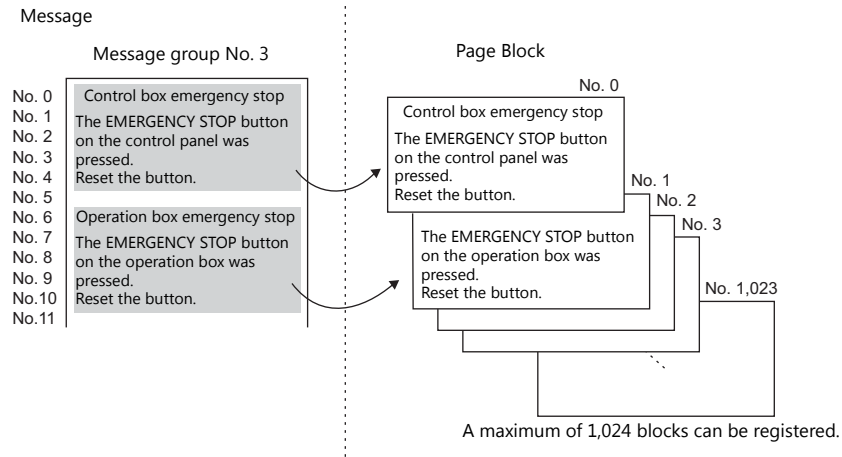 Message
Message group No. 3
No. 0
No. 1
No. 2
No. 3
No. 4
No. 5
No. 6
No. 7
No. 8
No. 9
No.10
No.11
Control box emergency stop
The EMERGENCY STOP button
on the control panel was
pressed.
Reset the button.
Operation box emergency stop
The EMERGENCY STOP button
on the operation box was
pressed.
Reset the button.
Page Block
No. 0
Control box emergency stop
The EMERGENCY STOP button
on the control panel was
pressed.
Reset the button.
No. 1
The EMERGENCY STOP button
on the operation box was
pressed.
Reset the button.
No. 2
No. 3
No. 1,023
A maximum of 1,024 blocks can be registered.